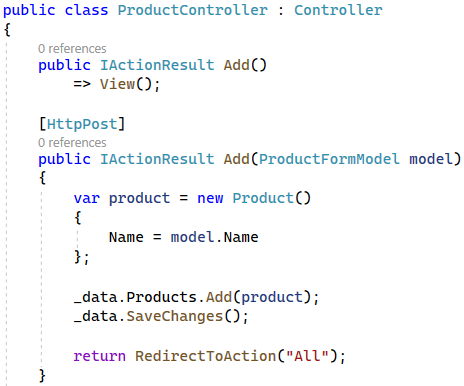 public class ProductController : Controller
{
0 references
public IActionResult Add()
=> View();
[HttpPost]
0 references
public IActionResult Add(ProductFormModel model)
{
var product = new Product()
{
Name = model.Name
};
_data.Products.Add(product);
_data.SaveChanges();
return RedirectToAction("All");
}